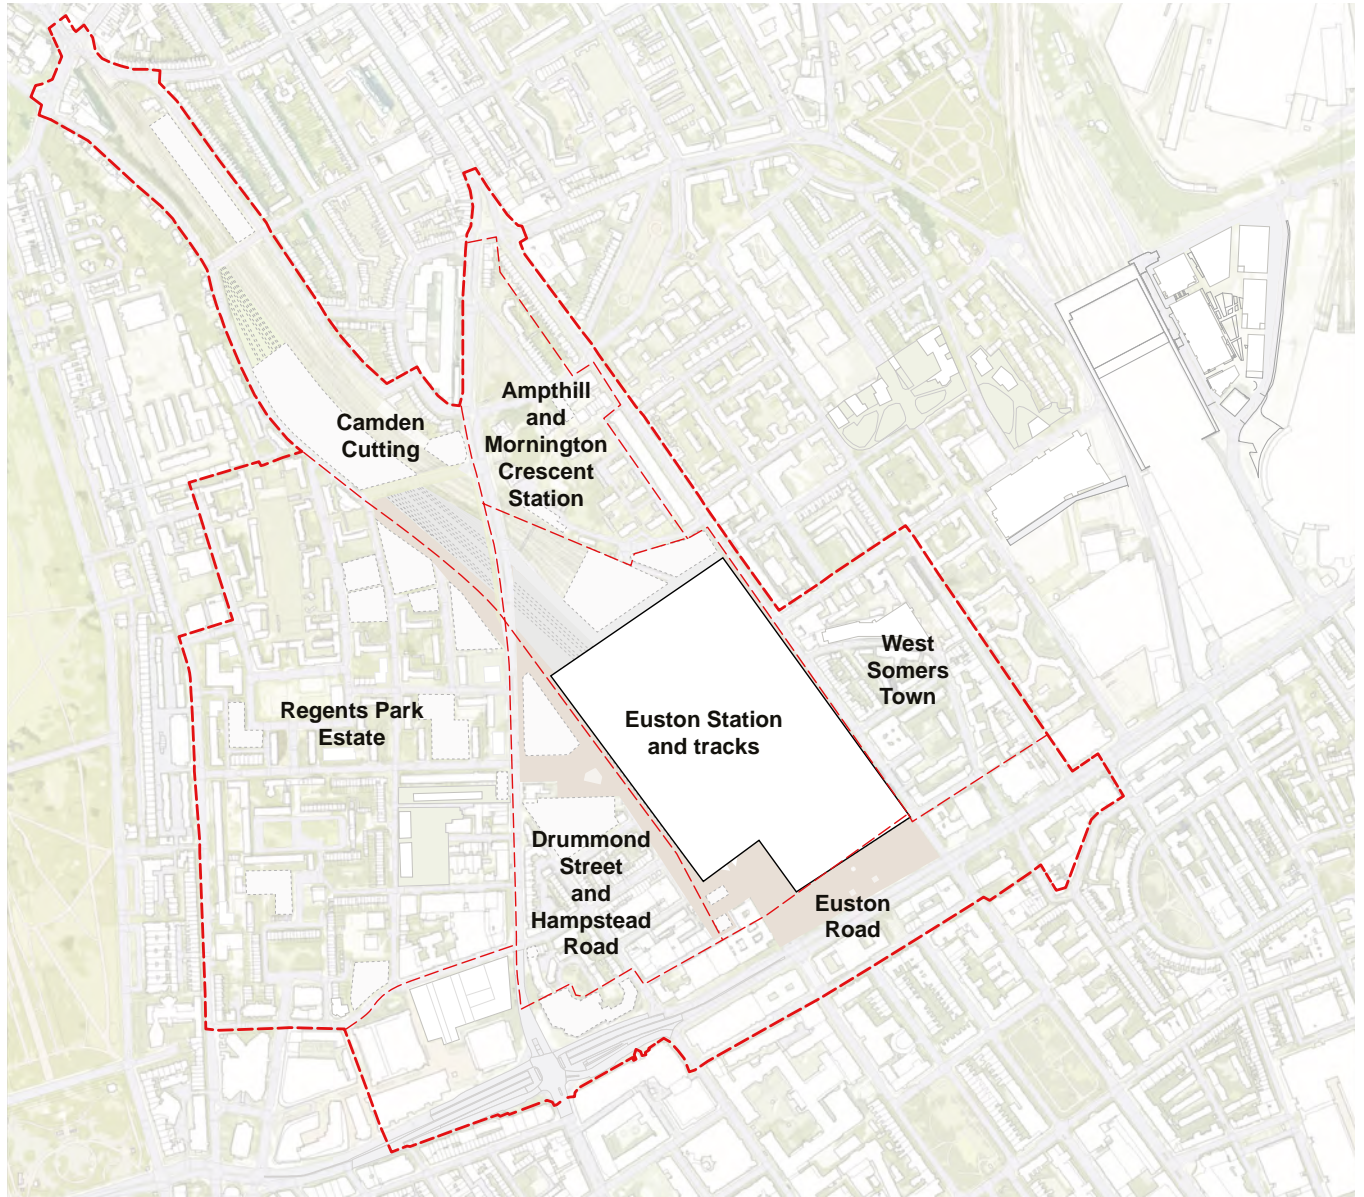 Ampthill
and
Mornington
Crescent
Station
Camden
Cutting
West
Somers
Town
Regents Park
Estate
Euston Station
and tracks
Drummond
Street
and
Hampstead
Road
Euston
Road